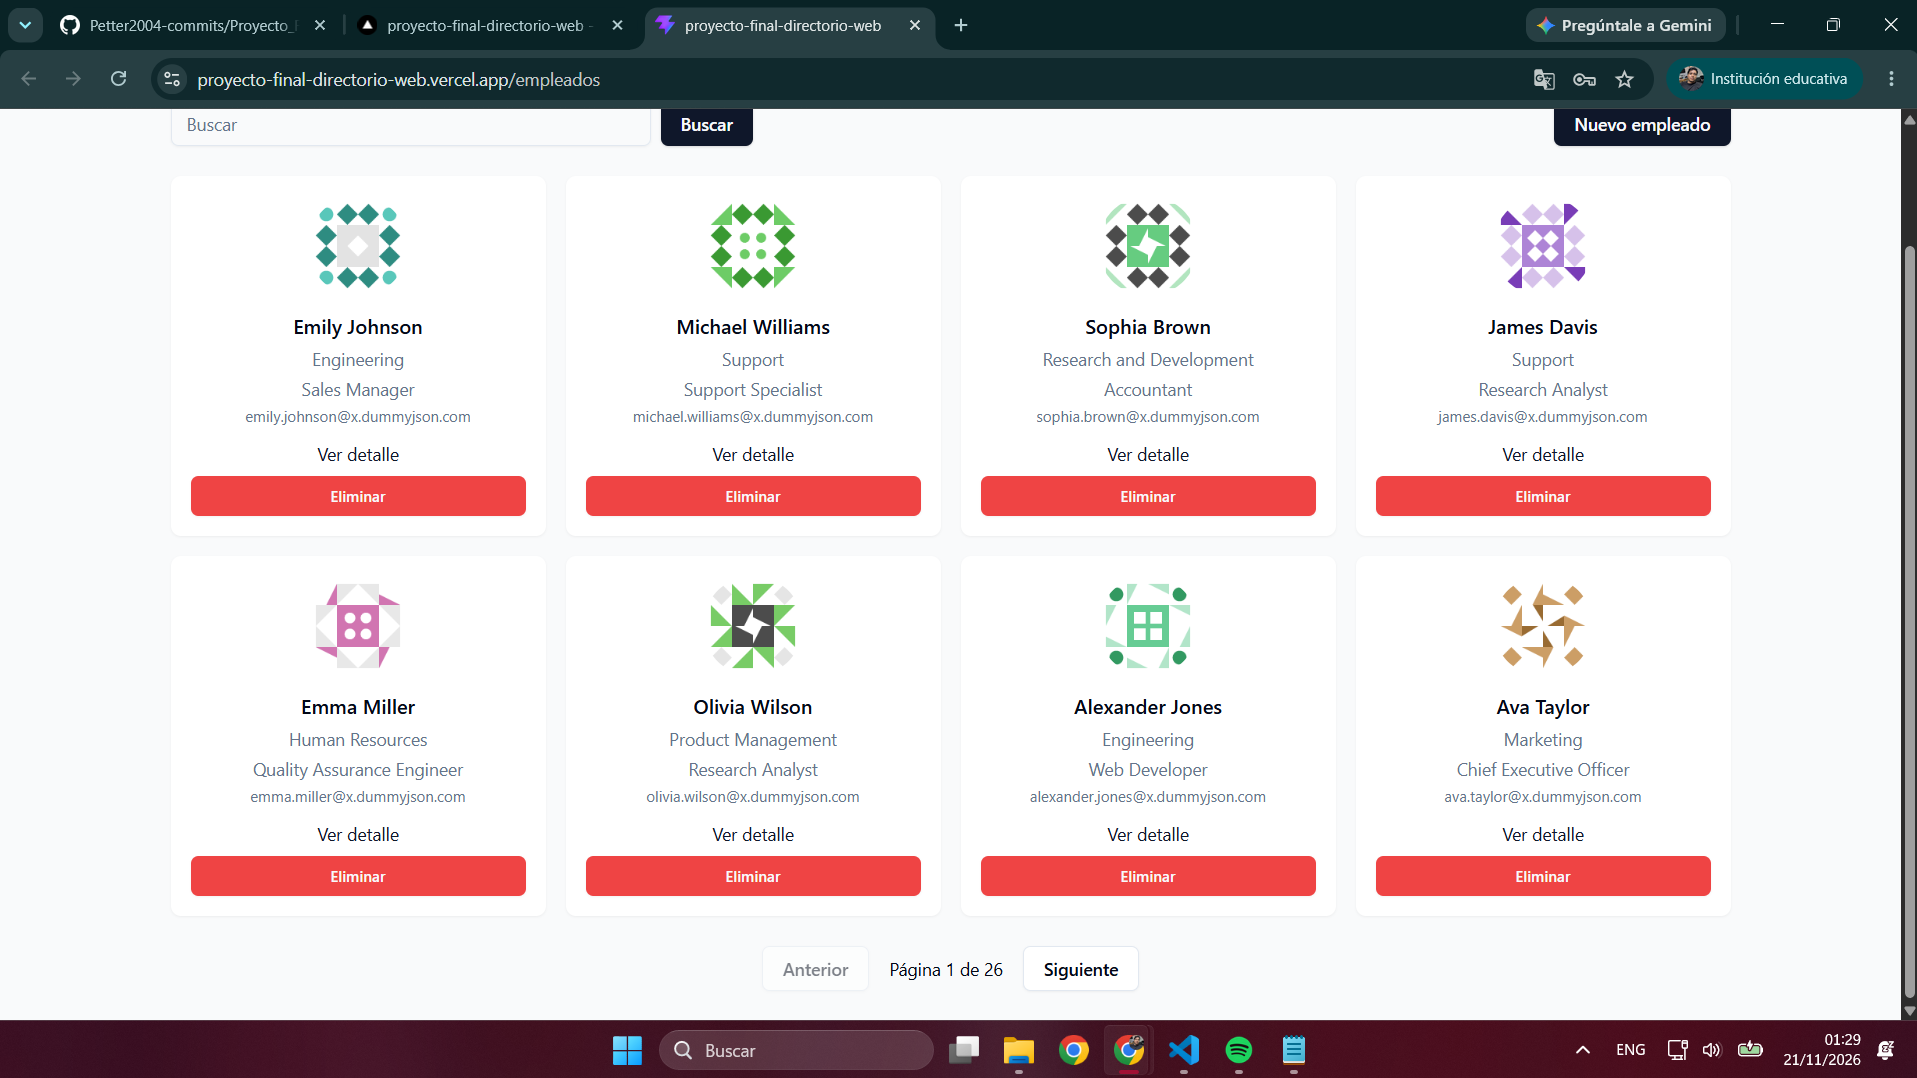 Petter2004-commits/Proyecto_
proyecto-final-directorio-web -
proyecto-final-directorio-web
Pregúntale a Gemini
proyecto-final-directorio-web.vercel.app/empleados
Institución educativa
Buscar
Buscar
Nuevo empleado
Emily Johnson
Engineering
Sales Manager
emily.johnson@x.dummyjson.com
Ver detalle
Eliminar
Michael Williams
Support
Support Specialist
michael.williams@x.dummyjson.com
Ver detalle
Eliminar
Sophia Brown
Research and Development
Accountant
sophia.brown@x.dummyjson.com
Ver detalle
Eliminar
James Davis
Support
Research Analyst
james.davis@x.dummyjson.com
Ver detalle
Eliminar
Emma Miller
Human Resources
Quality Assurance Engineer
emma.miller@x.dummyjson.com
Ver detalle
Eliminar
Olivia Wilson
Product Management
Research Analyst
olivia.wilson@x.dummyjson.com
Ver detalle
Eliminar
Alexander Jones
Engineering
Web Developer
alexander.jones@x.dummyjson.com
Ver detalle
Eliminar
Ava Taylor
Marketing
Chief Executive Officer
ava.taylor@x.dummyjson.com
Ver detalle
Eliminar
Anterior
Página 1 de 26
Siguiente
Buscar
ENG
01:29
21/11/2026